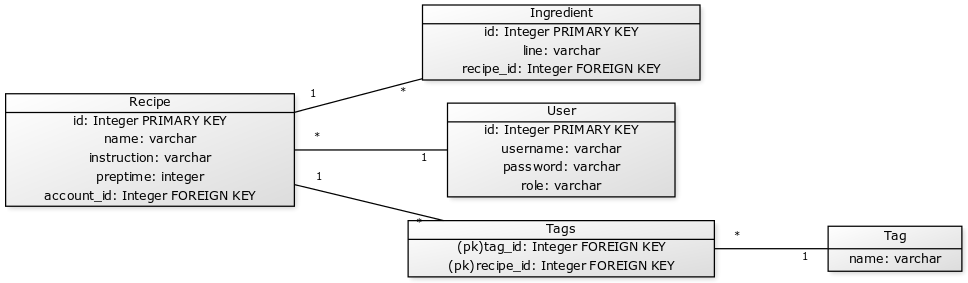 Ingredient
id: Integer PRIMARY KEY
line: varchar
recipe_id: Integer FOREIGN KEY
1
*
Recipe
id: Integer PRIMARY KEY
name: varchar
instruction: varchar
preptime: integer
account_id: Integer FOREIGN KEY
*
1
User
id: Integer PRIMARY KEY
username: varchar
password: varchar
role: varchar
1
*
Tags
(pk)tag_id: Integer FOREIGN KEY
(pk)recipe_id: Integer FOREIGN KEY
*
1
Tag
name: varchar